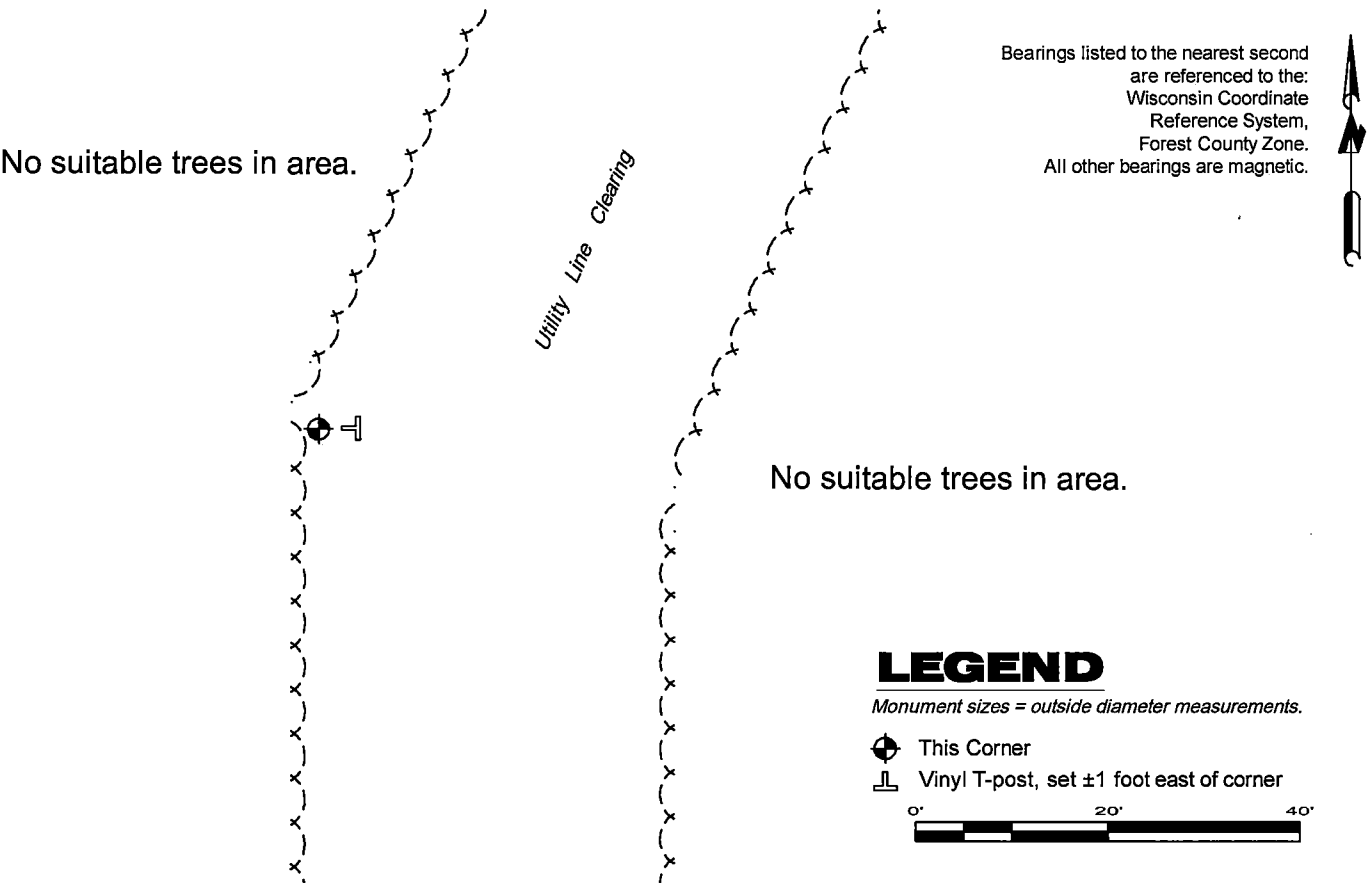 Bearings listed to the nearest second
are referenced to the:
Wisconsin Coordinate
Reference System,
Forest County Zone.
All other bearings are magnetic.
No suitable trees in area.
Utility Line Clearing
No suitable trees in area.
LEGEND
Monument sizes = outside diameter measurements.
This Corner
Vinyl T-post, set ±1 foot east of corner
0' 20' 40'